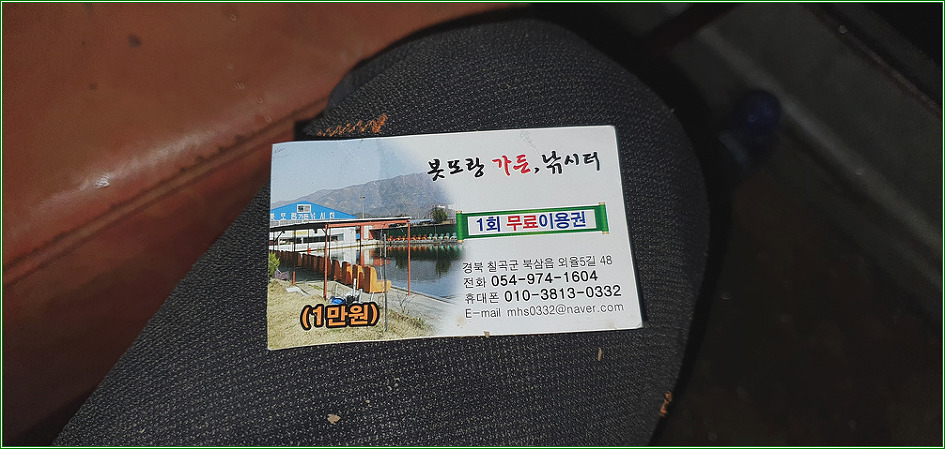 봇또랑 가든, 낚시터
1회 무료이용권
경북 칠곡군 북삼읍 외율5길 48
전화 054-974-1604
휴대폰 010-3813-0332
E-mail mhs0332@naver.com
(1만원)